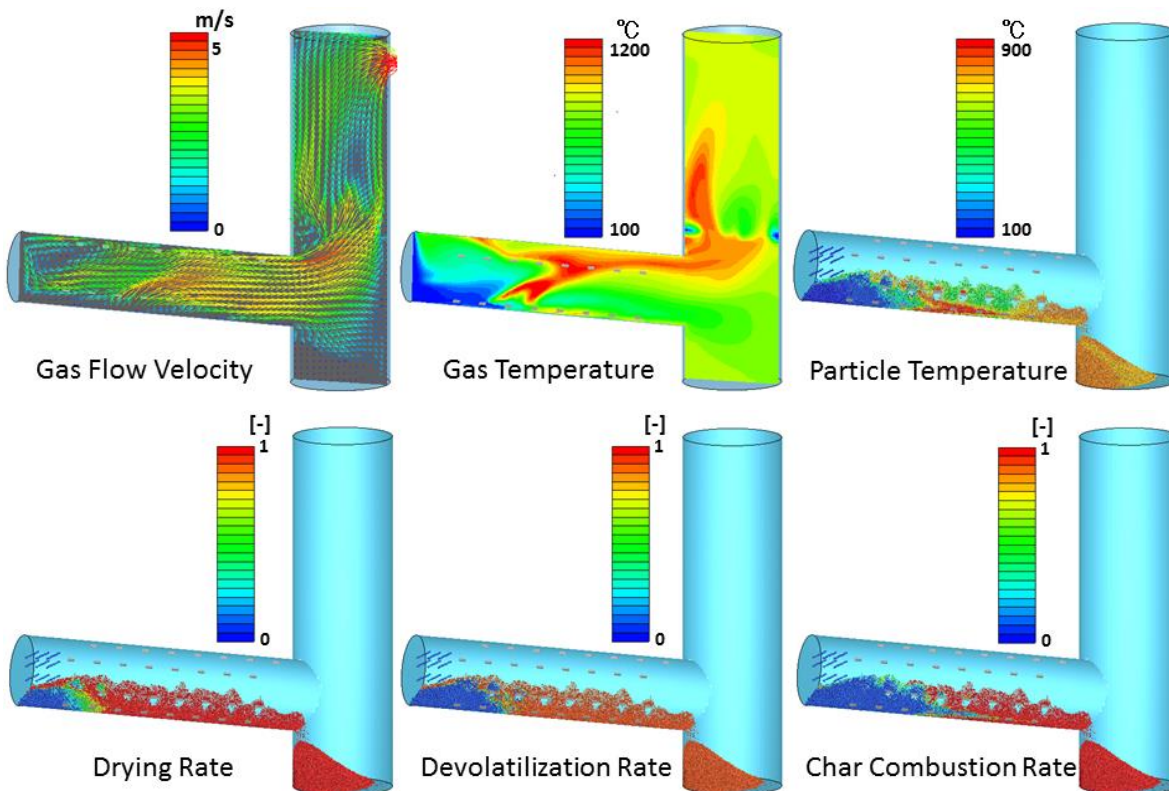 m/s
5
0
Gas Flow Velocity
℃
1200
100
Gas Temperature
℃
900
100
Particle Temperature
[-]
1
0
Drying Rate
[-]
1
0
Devolatilization Rate
[-]
1
0
Char Combustion Rate